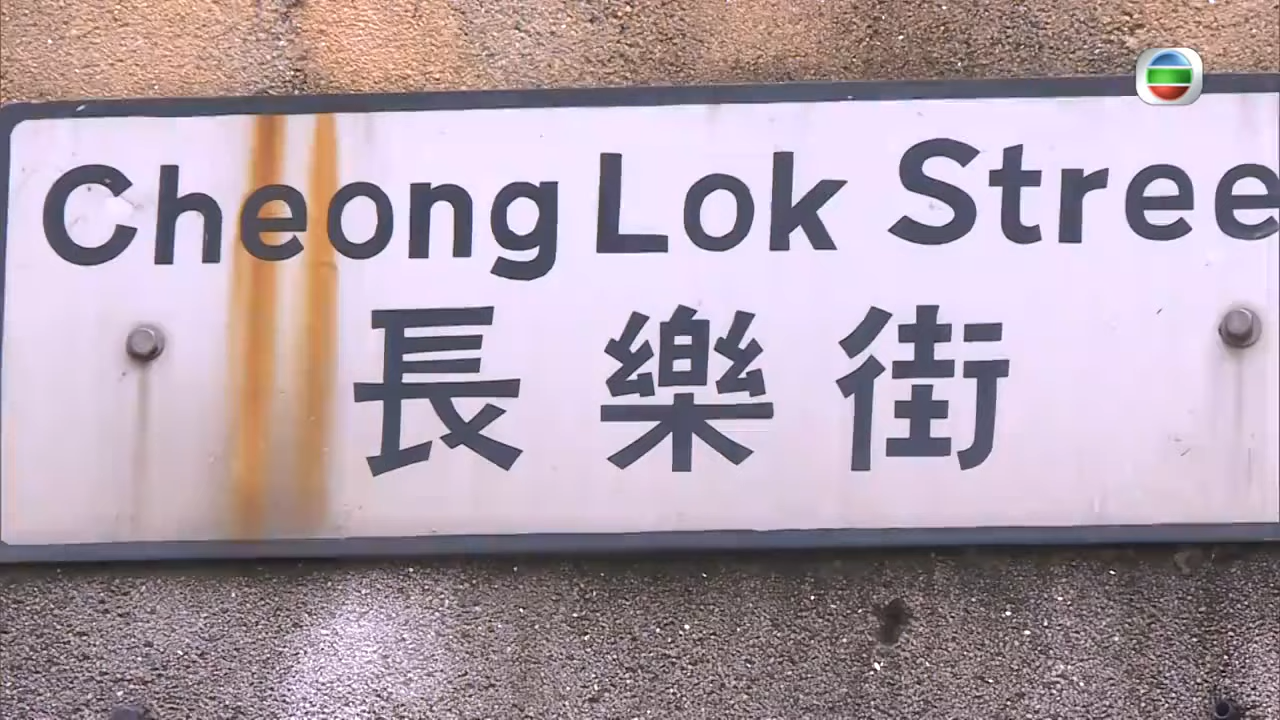 Cheong Lok Stree
長樂街